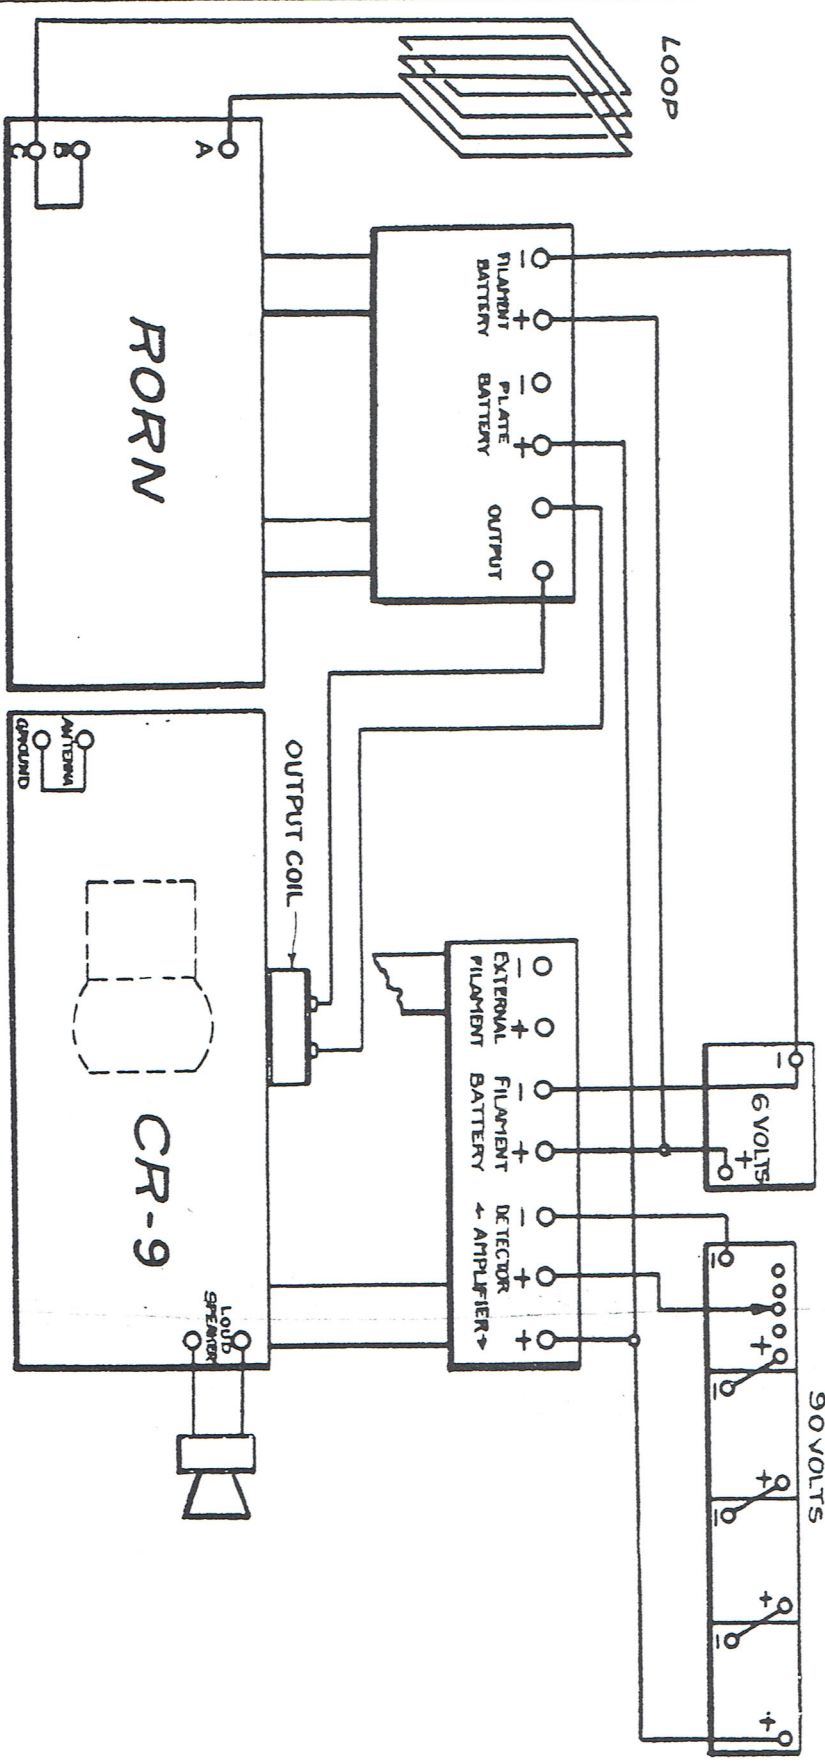 LOOP
90 VOLTS
6 VOLTS
−
+
−
+
−
+
−
+
−
+
− + − + +
FILAMENT
BATTERY
PLATE
BATTERY
OUTPUT
− + − + − + +
EXTERNAL
FILAMENT
FILAMENT
BATTERY
DETECTOR
← AMPLIFIER →
OUTPUT COIL
A
B
C
RORN
ANTENNA
GROUND
CR-9
LOUD
SPEAKER